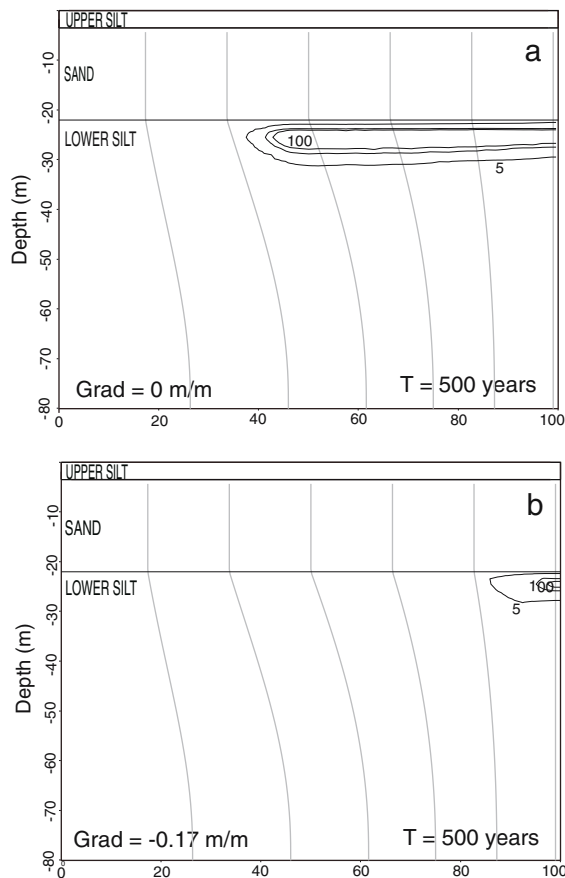 UPPER SILT
a
-10
SAND
-20
LOWER SILT
100
-30
5
-40
Depth (m)
-50
-60
-70
Grad = 0 m/m
T = 500 years
-80
0
20
40
60
80
100
UPPER SILT
b
-10
SAND
-20
LOWER SILT
100
-30
5
-40
Depth (m)
-50
-60
-70
Grad = -0.17 m/m
T = 500 years
-80
0
20
40
60
80
100